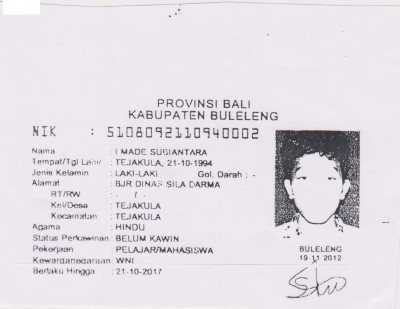 PROVINSI BALI
KABUPATEN BULELENG
NIK : 5108092110940002
Nama : I MADE SUGIANTARA
Tempat/Tgl Lahir : TEJAKULA, 21-10-1994
Jenis Kelamin : LAKI-LAKI Gol. Darah : -
Alamat : BJR DINAS SILA DARMA
RT/RW : - / -
Kel/Desa : TEJAKULA
Kecamatan : TEJAKULA
Agama : HINDU
Status Perkawinan : BELUM KAWIN
Pekerjaan : PELAJAR/MAHASISWA
Kewarganegaraan : WNI
Berlaku Hingga : 21-10-2017
BULELENG
19-11-2012